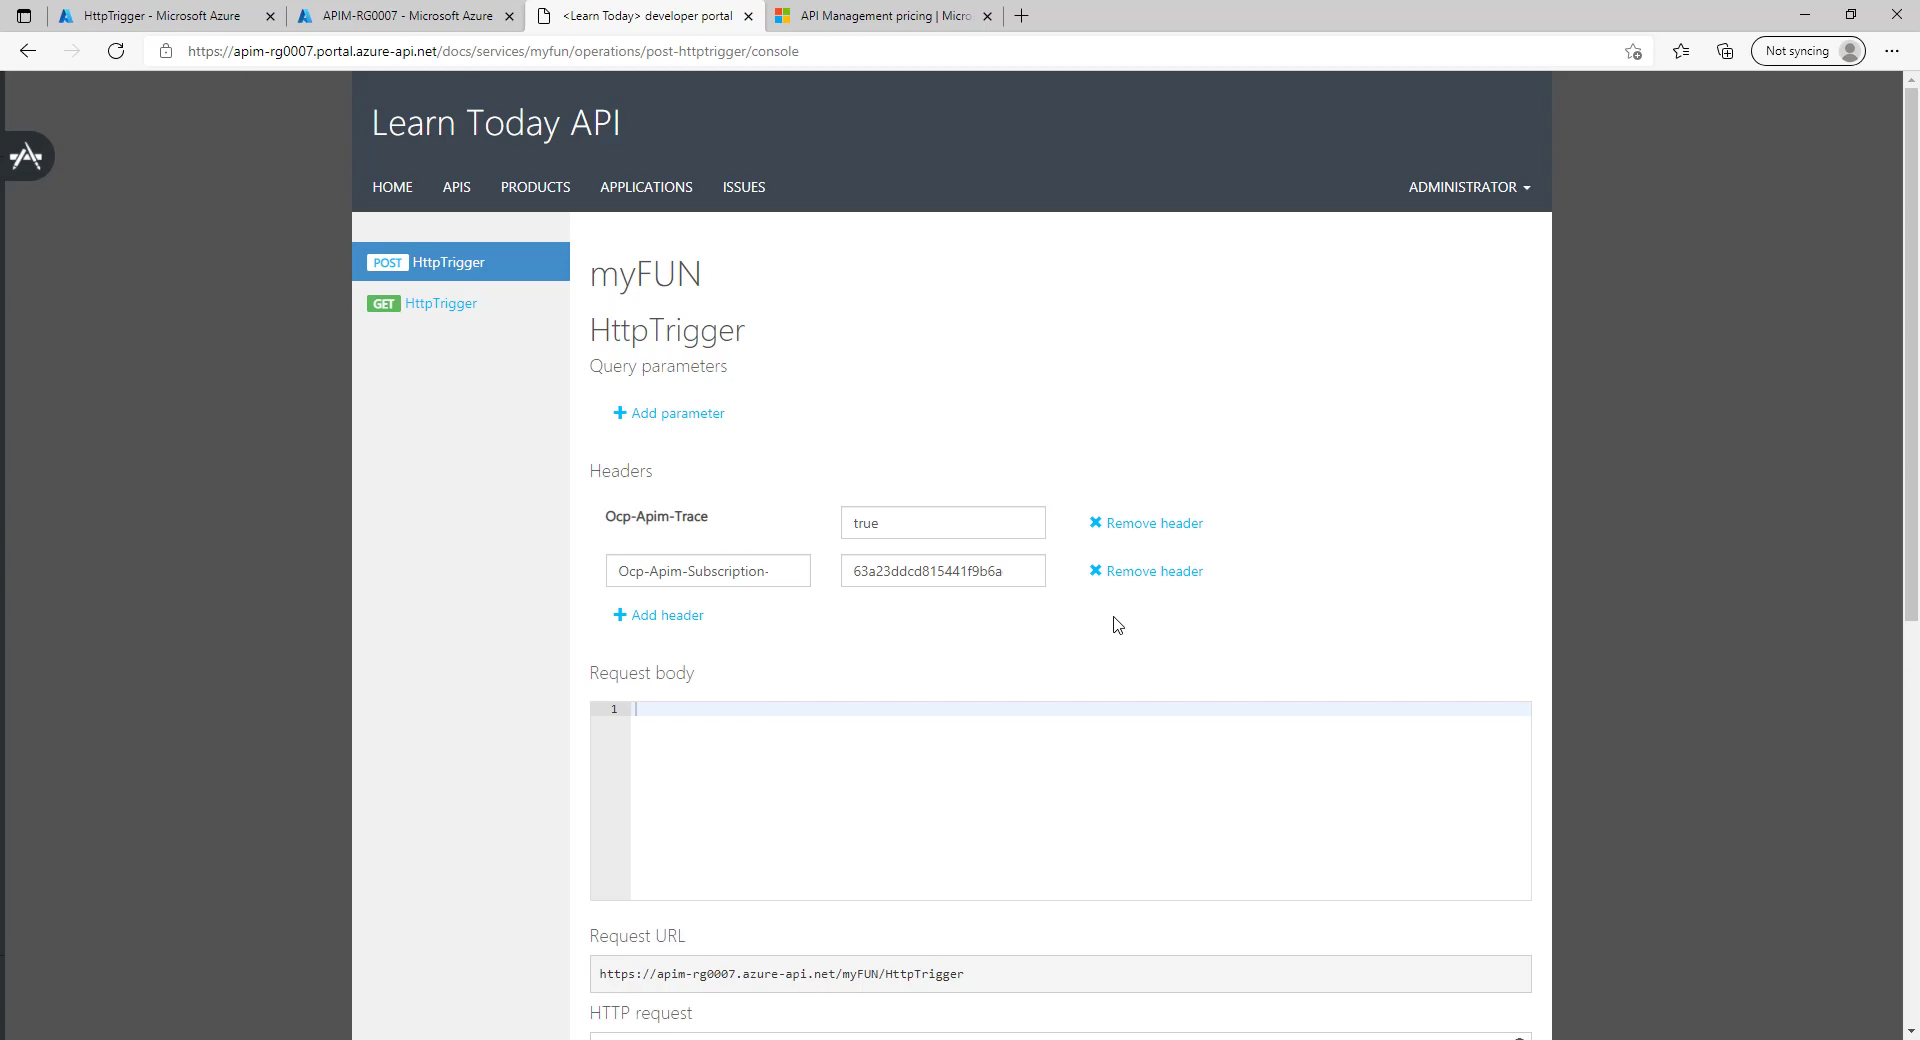 HttpTrigger - Microsoft Azure
APIM-RG0007 - Microsoft Azure
<Learn Today> developer portal
API Management pricing | Micro
https://apim-rg0007.portal.azure-api.net/docs/services/myfun/operations/post-httptrigger/console
Not syncing
Learn Today API
HOME APIS PRODUCTS APPLICATIONS ISSUES ADMINISTRATOR
POST HttpTrigger
GET HttpTrigger
myFUN
HttpTrigger
Query parameters
Add parameter
Headers
Ocp-Apim-Trace true Remove header
Ocp-Apim-Subscription- 63a23ddcd815441f9b6a Remove header
Add header
Request body
1
Request URL
https://apim-rg0007.azure-api.net/myFUN/HttpTrigger
HTTP request